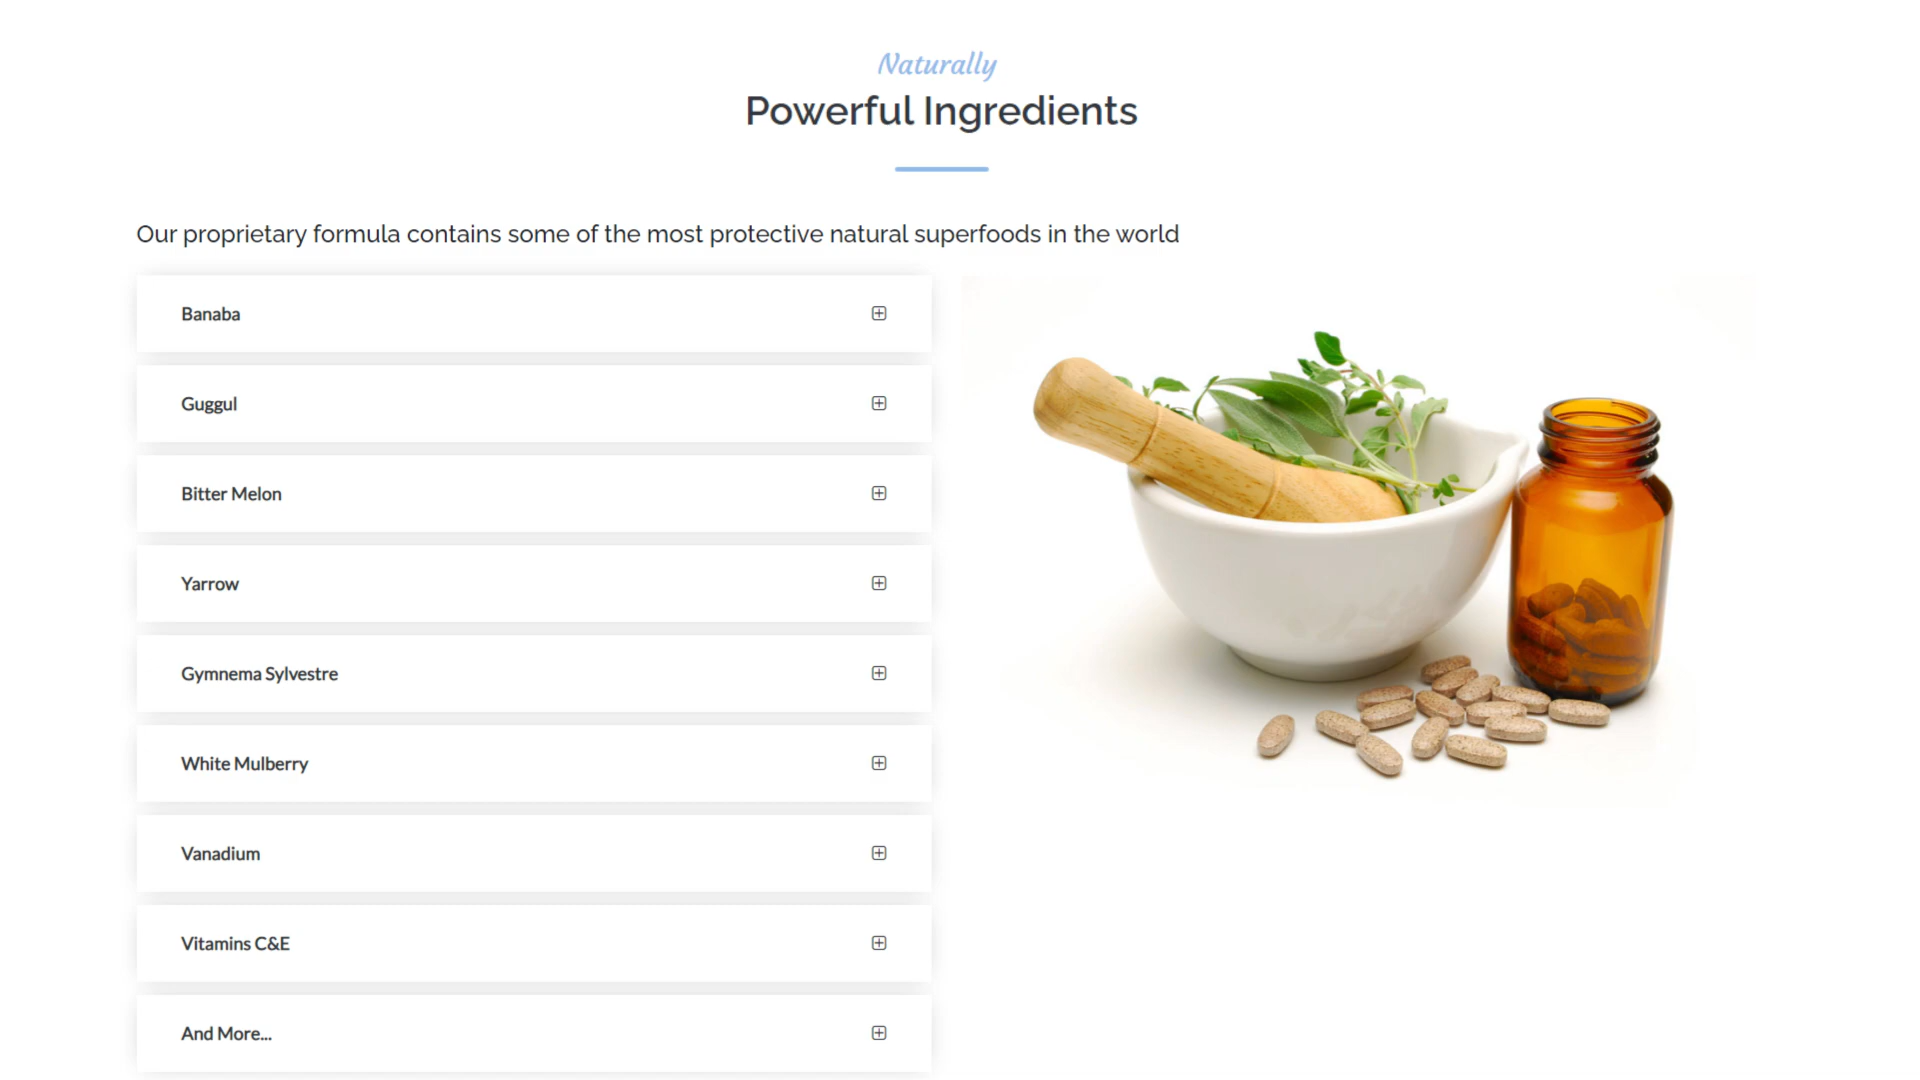 Naturally
Powerful Ingredients
Our proprietary formula contains some of the most protective natural superfoods in the world
Banaba
Guggul
Bitter Melon
Yarrow
Gymnema Sylvestre
White Mulberry
Vanadium
Vitamins C&E
And More...